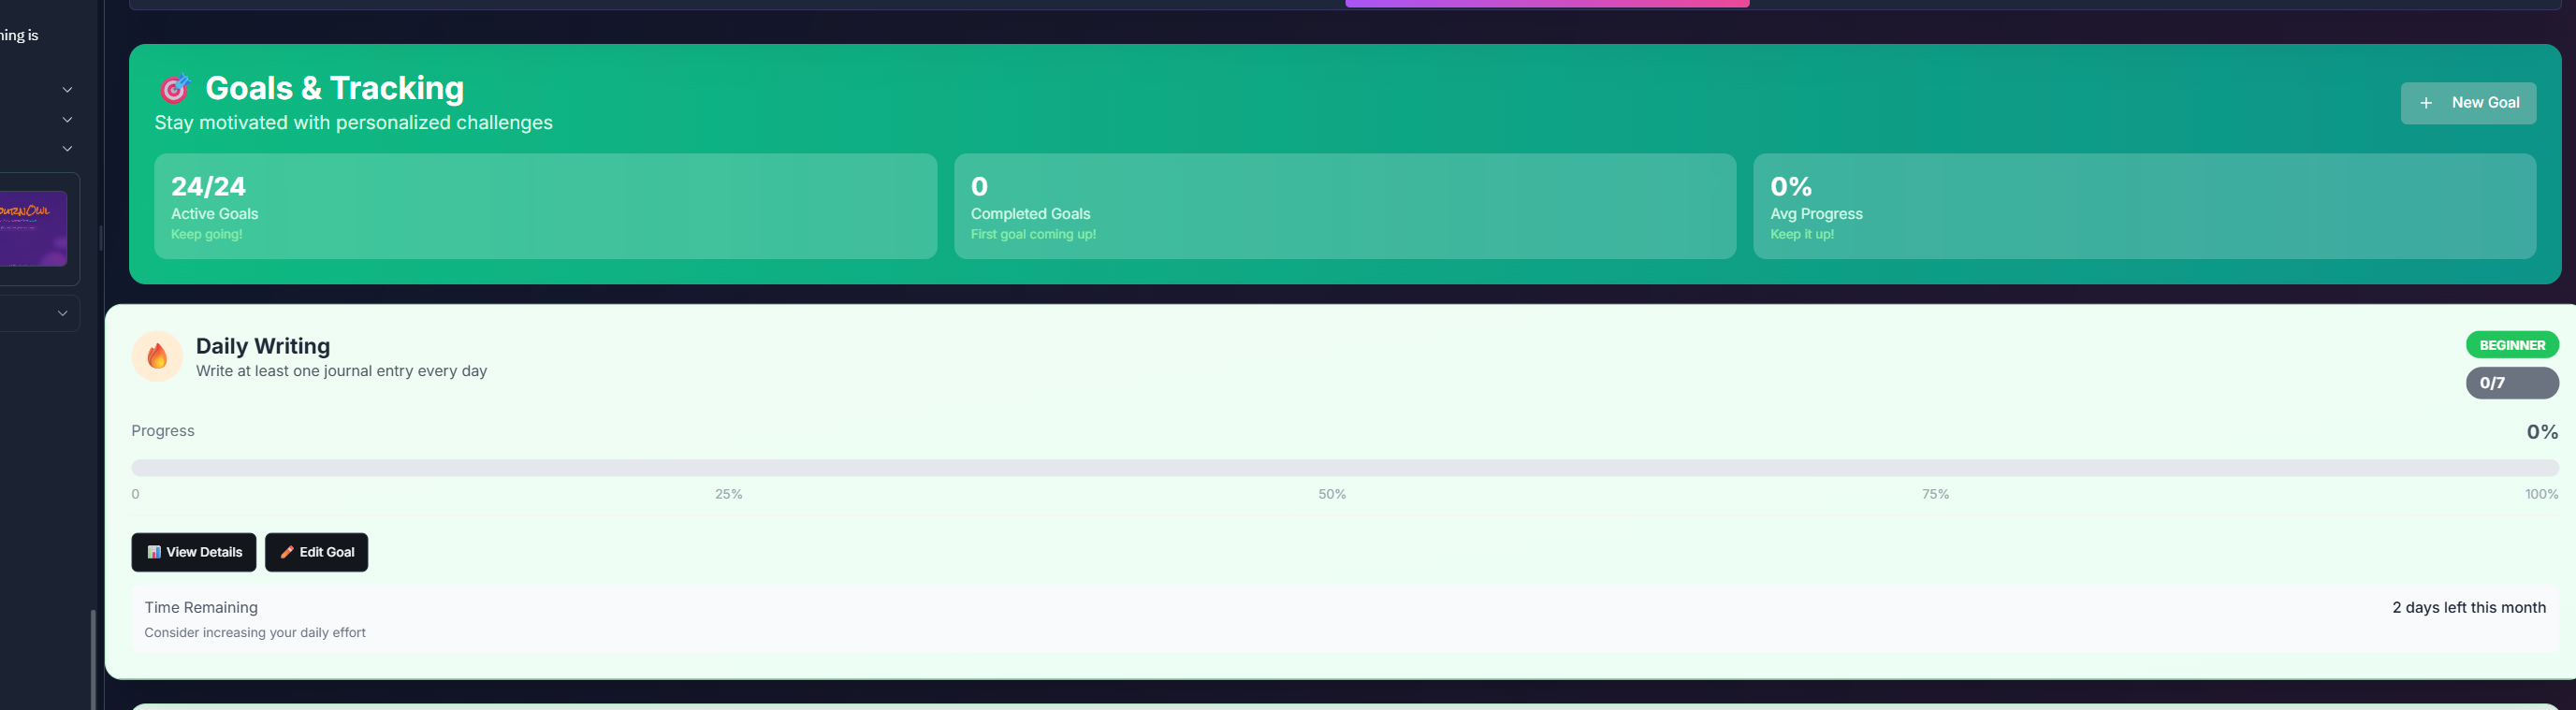 ning is
Goals & Tracking
Stay motivated with personalized challenges
+ New Goal
24/24
Active Goals
Keep going!
0
Completed Goals
First goal coming up!
0%
Avg Progress
Keep it up!
Daily Writing
Write at least one journal entry every day
BEGINNER
0/7
Progress
0%
0 25% 50% 75% 100%
View Details
Edit Goal
Time Remaining
2 days left this month
Consider increasing your daily effort